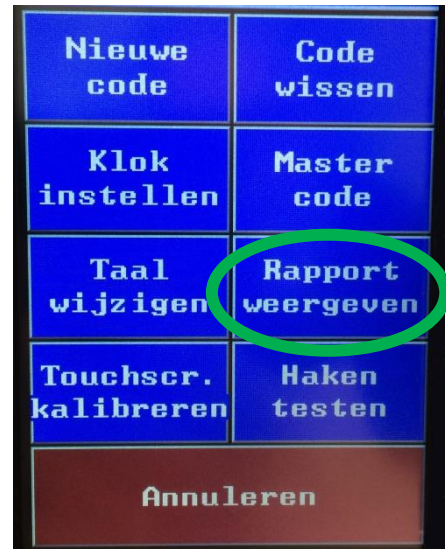 Nieuwe
code
Code
wissen
Klok
instellen
Master
code
Taal
wijzigen
Rapport
weergeven
Touchscr.
kalibreren
Haken
testen
Annuleren